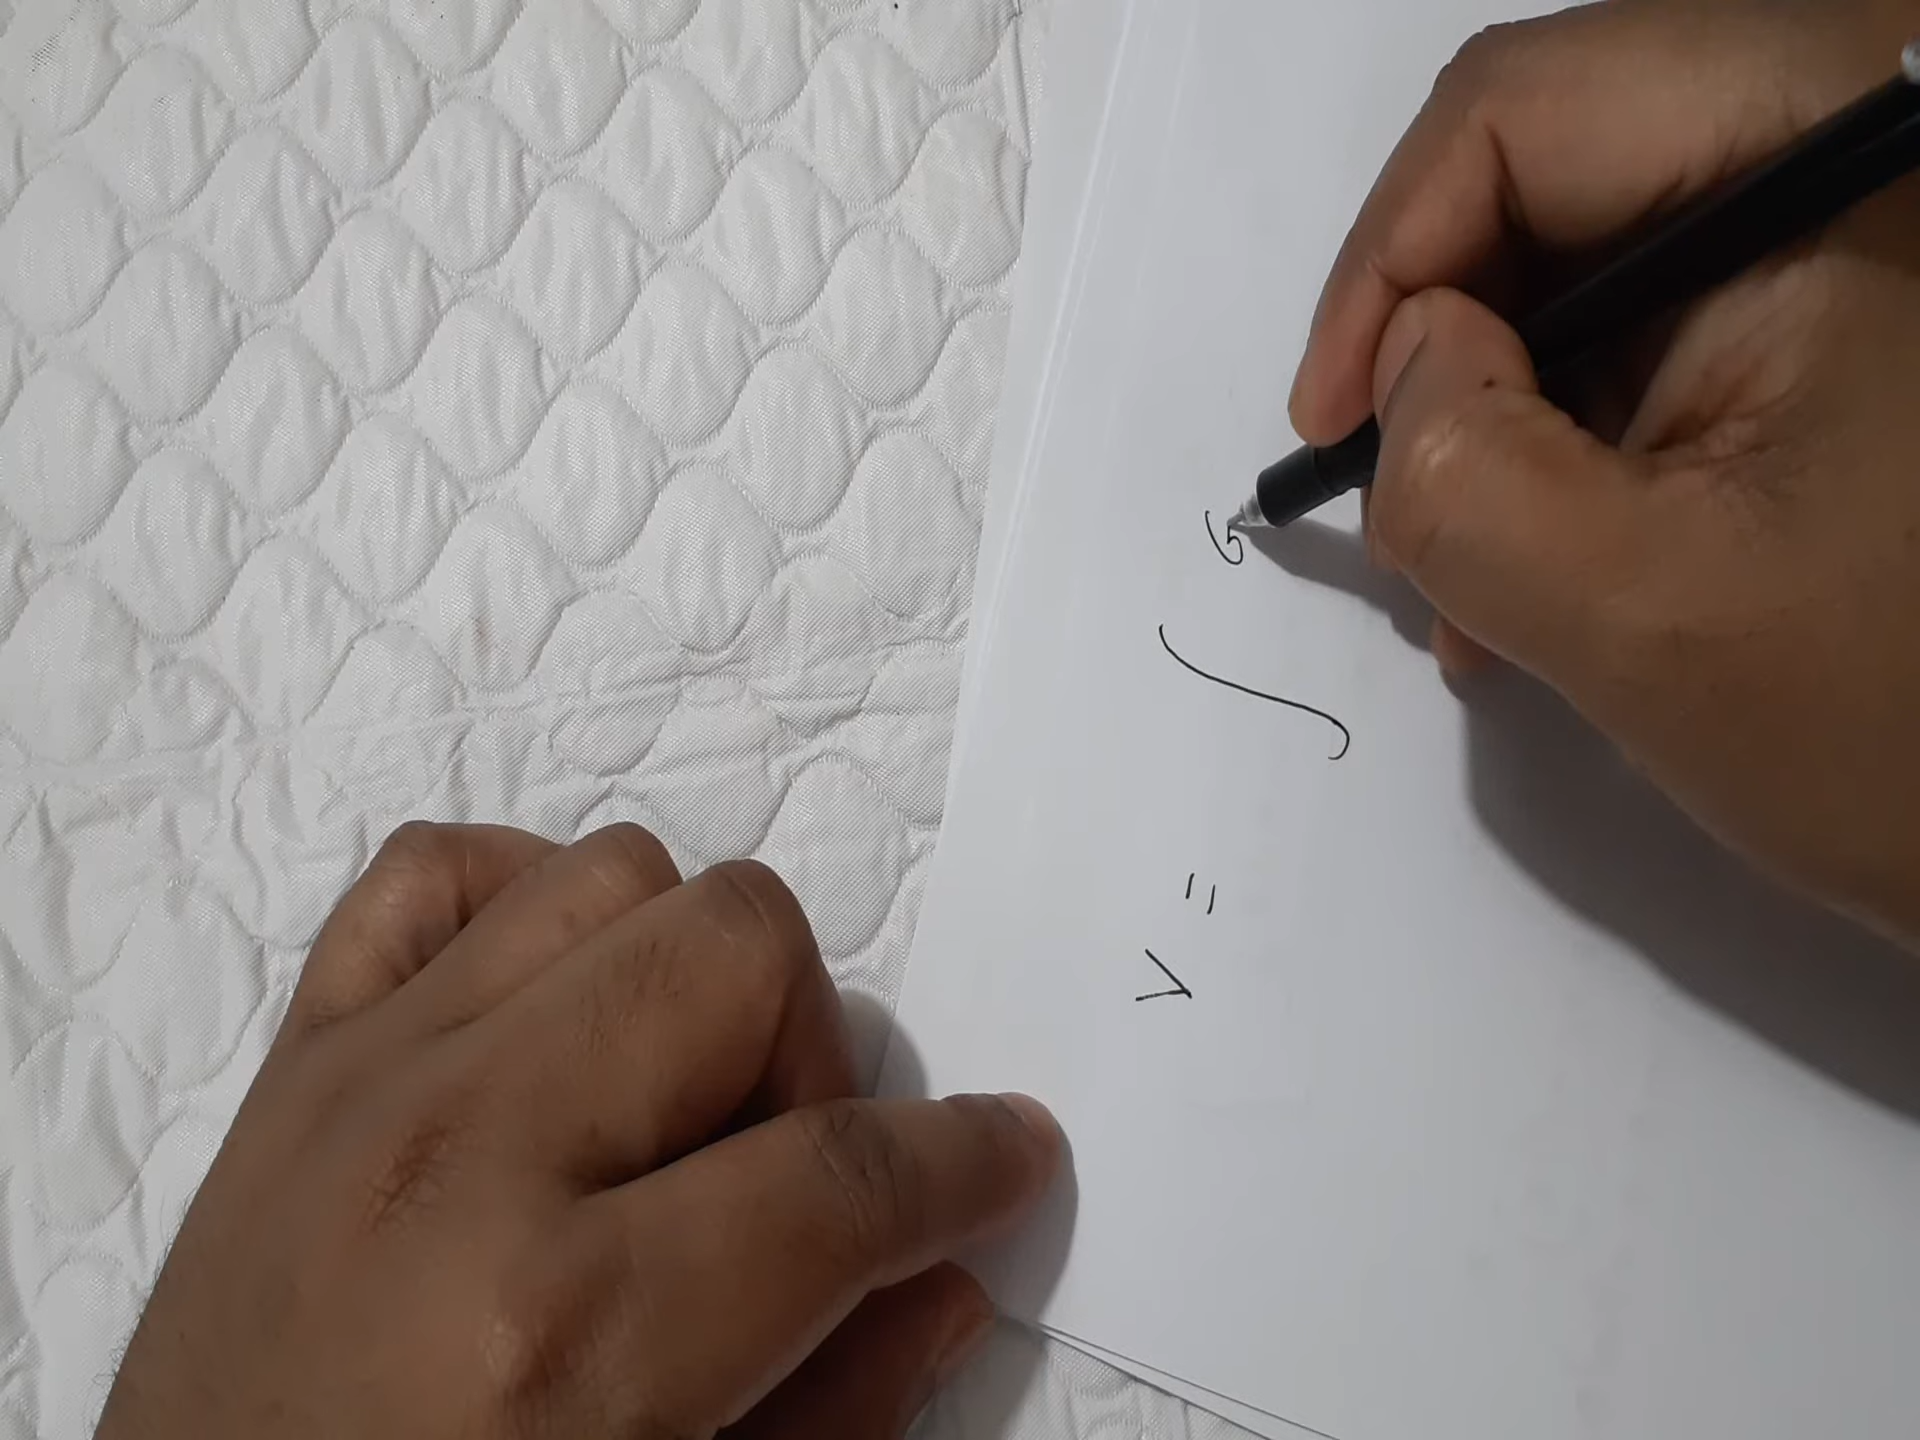 V = ∫ 6